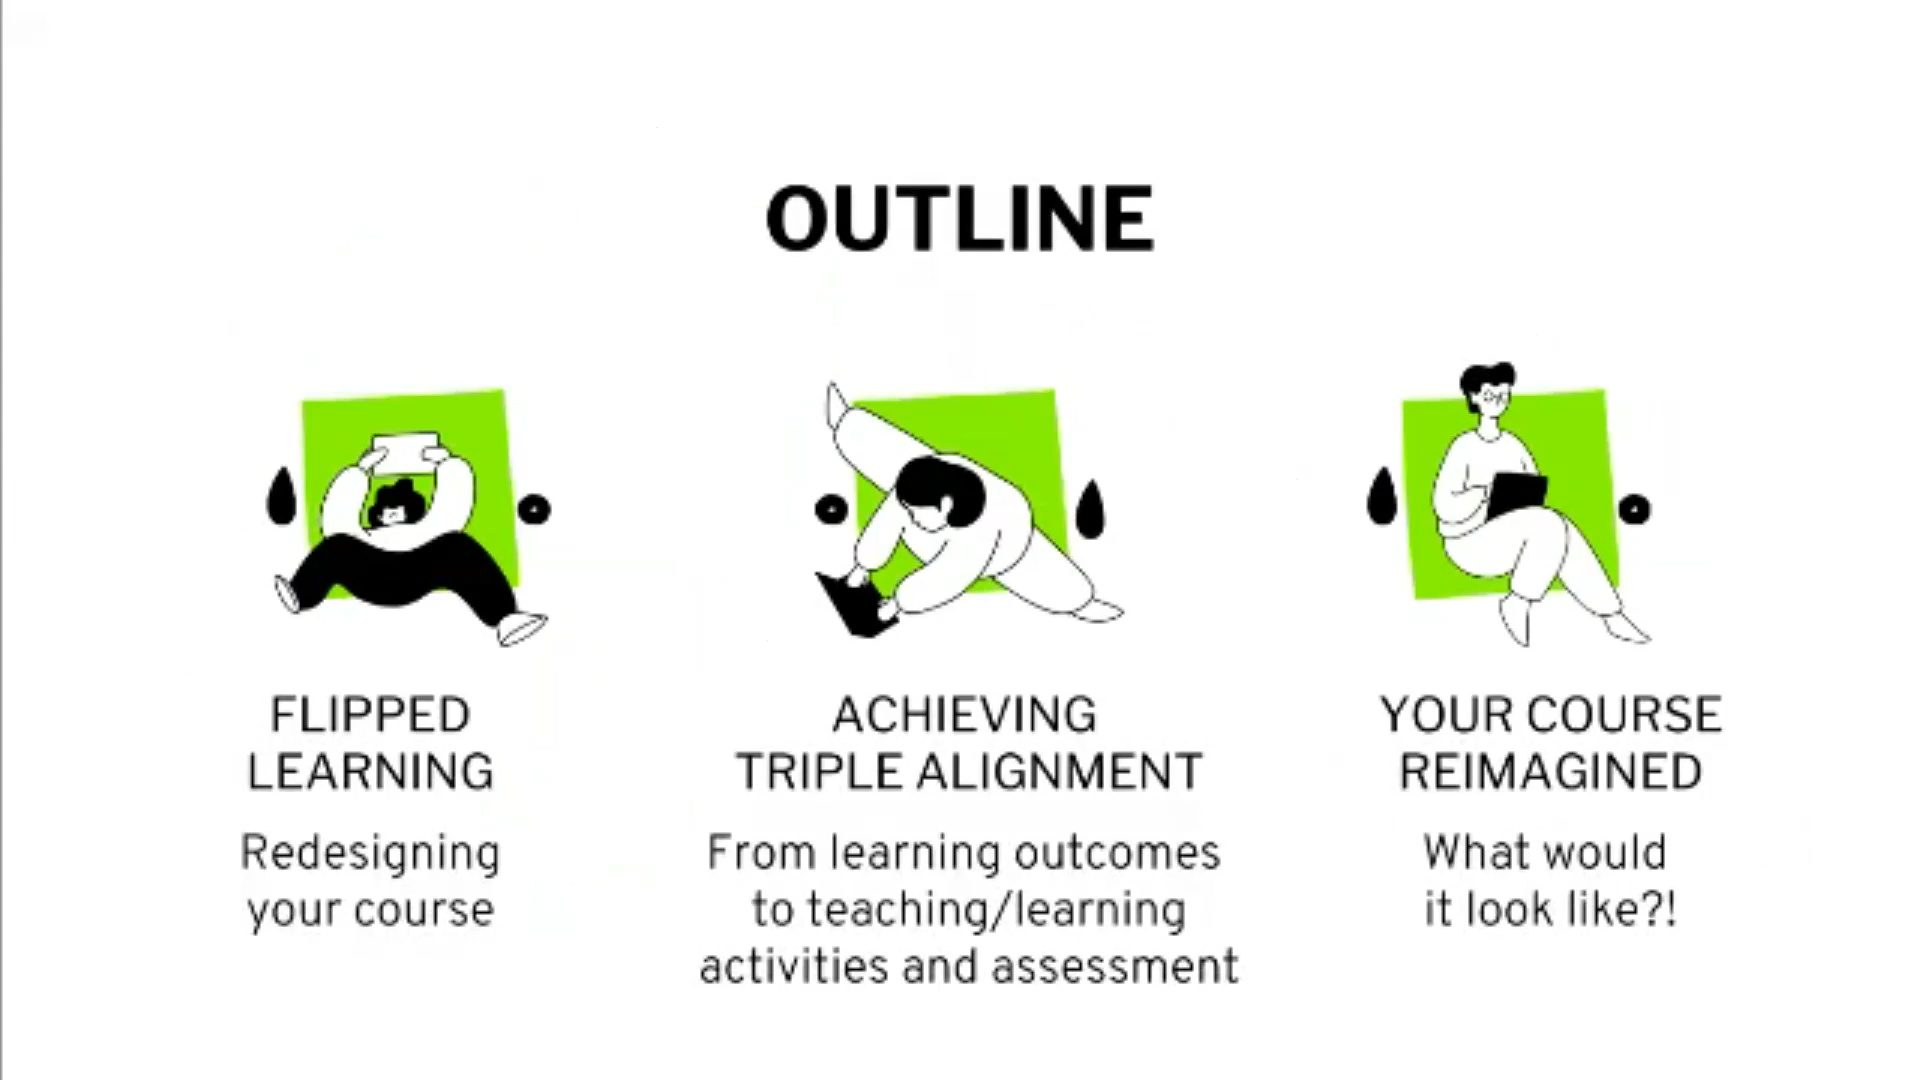 OUTLINE
FLIPPED
LEARNING
Redesigning
your course
ACHIEVING
TRIPLE ALIGNMENT
From learning outcomes
to teaching/learning
activities and assessment
YOUR COURSE
REIMAGINED
What would
it look like?!